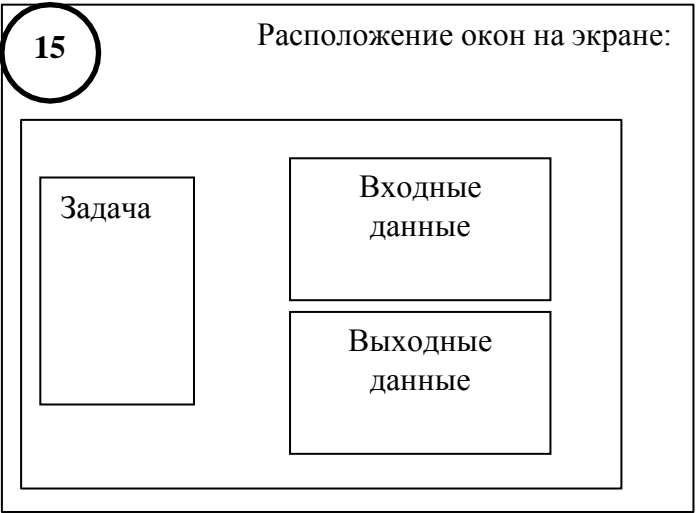 15
Расположение окон на экране:
Задача
Входные
данные
Выходные
данные